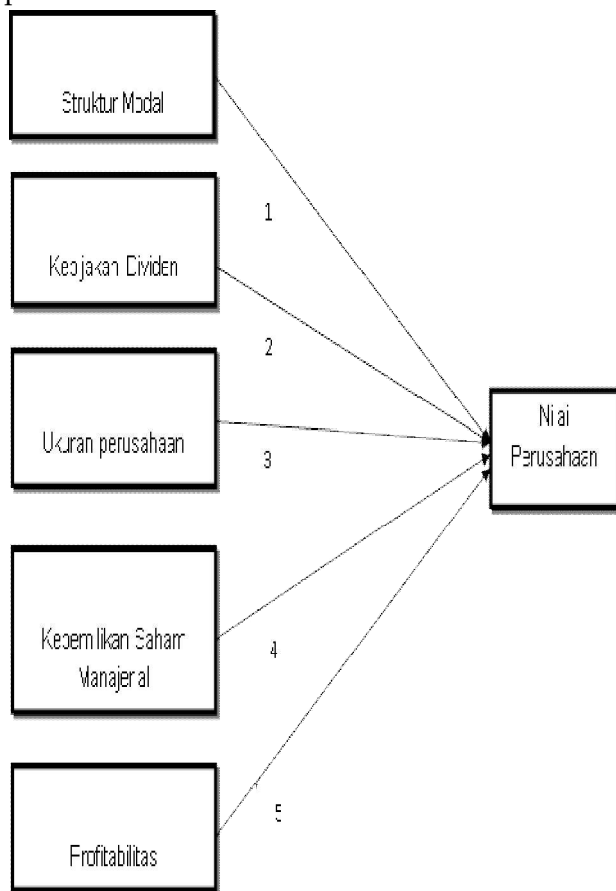 Struktur Modal
1
Kebijakan Dividen
2
Ukuran perusahaan
3
Nilai
Perusahaan
Kepemilikan Saham
Manajerial
4
5
Profitabilitas